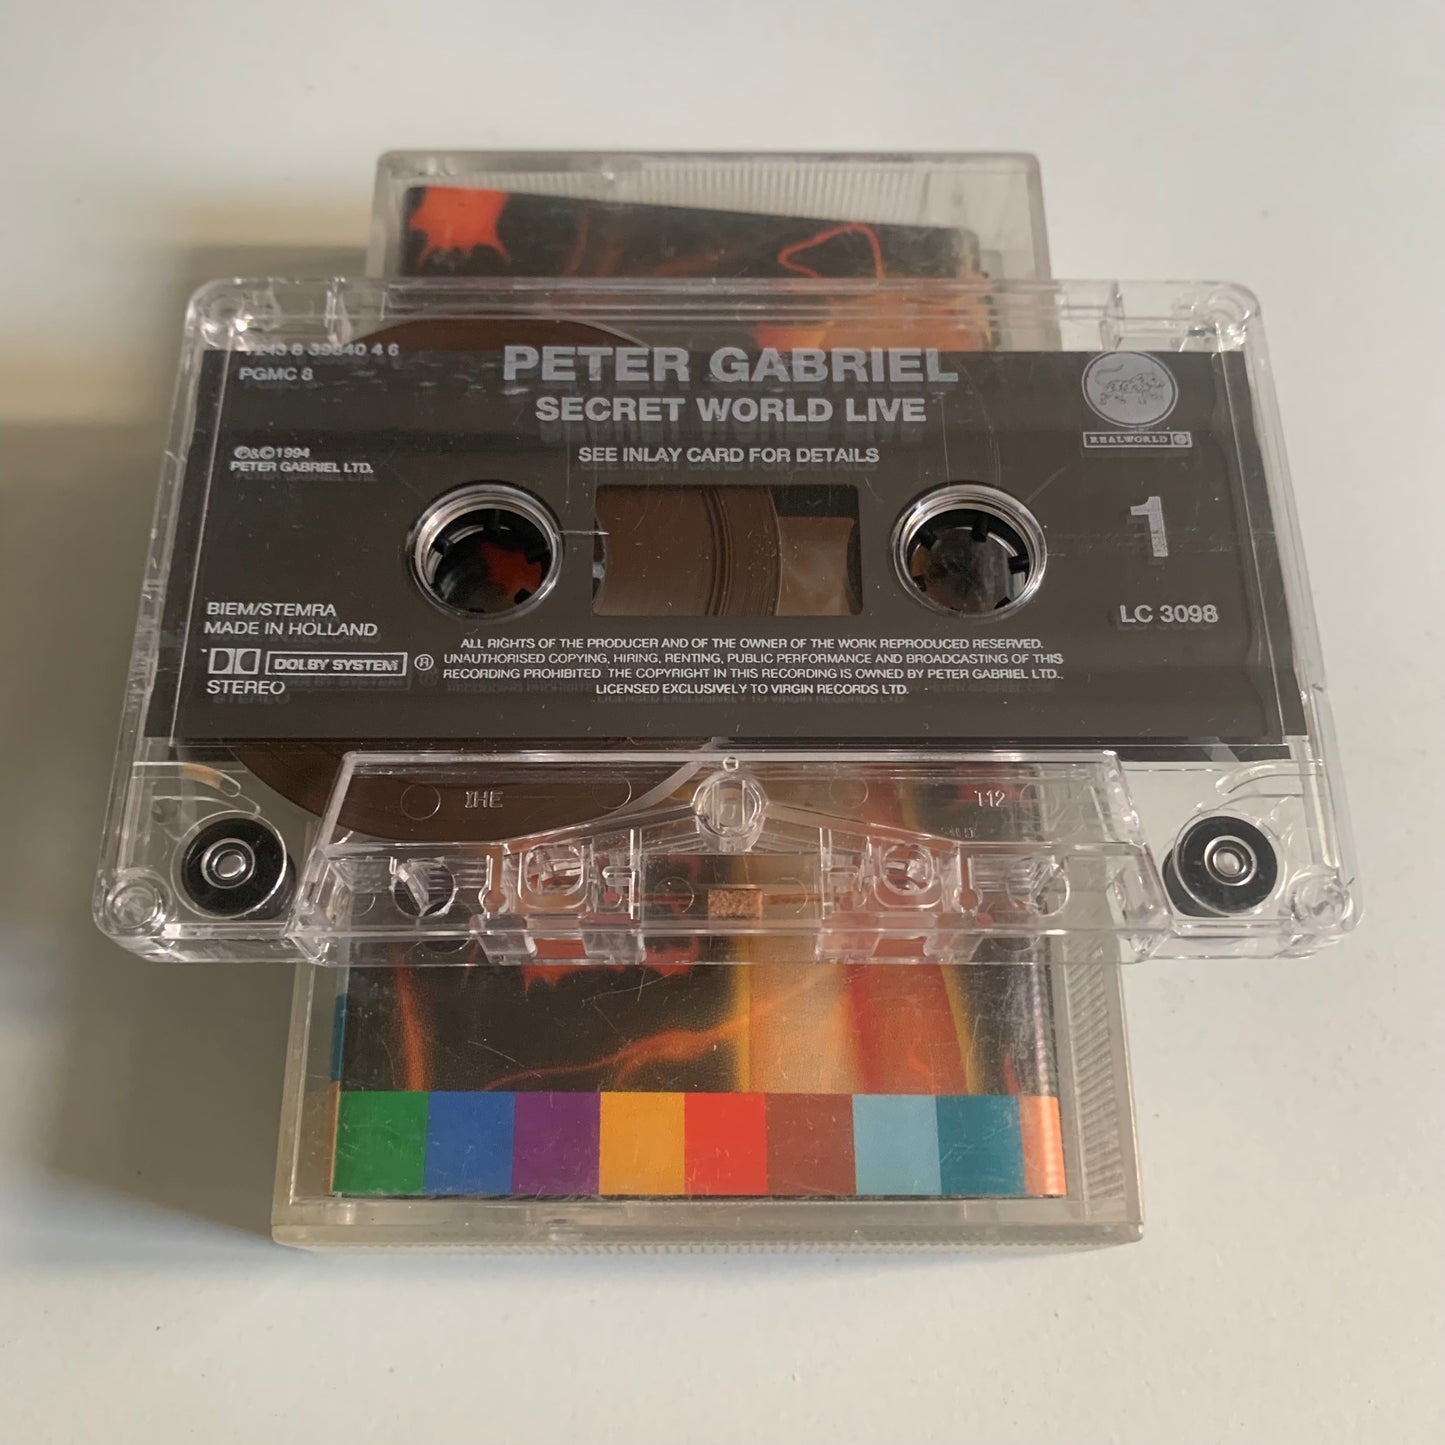 7243 8 39640 4 6
PGMC 8
PETER GABRIEL
SECRET WORLD LIVE
SEE INLAY CARD FOR DETAILS
REALWORLD
℗&©1994
PETER GABRIEL LTD.
1
BIEM/STEMRA
MADE IN HOLLAND
DOLBY SYSTEM ®
STEREO
LC 3098
ALL RIGHTS OF THE PRODUCER AND OF THE OWNER OF THE WORK REPRODUCED RESERVED.
UNAUTHORISED COPYING, HIRING, RENTING, PUBLIC PERFORMANCE AND BROADCASTING OF THIS
RECORDING PROHIBITED THE COPYRIGHT IN THIS RECORDING IS OWNED BY PETER GABRIEL LTD..
LICENSED EXCLUSIVELY TO VIRGIN RECORDS LTD.
T12